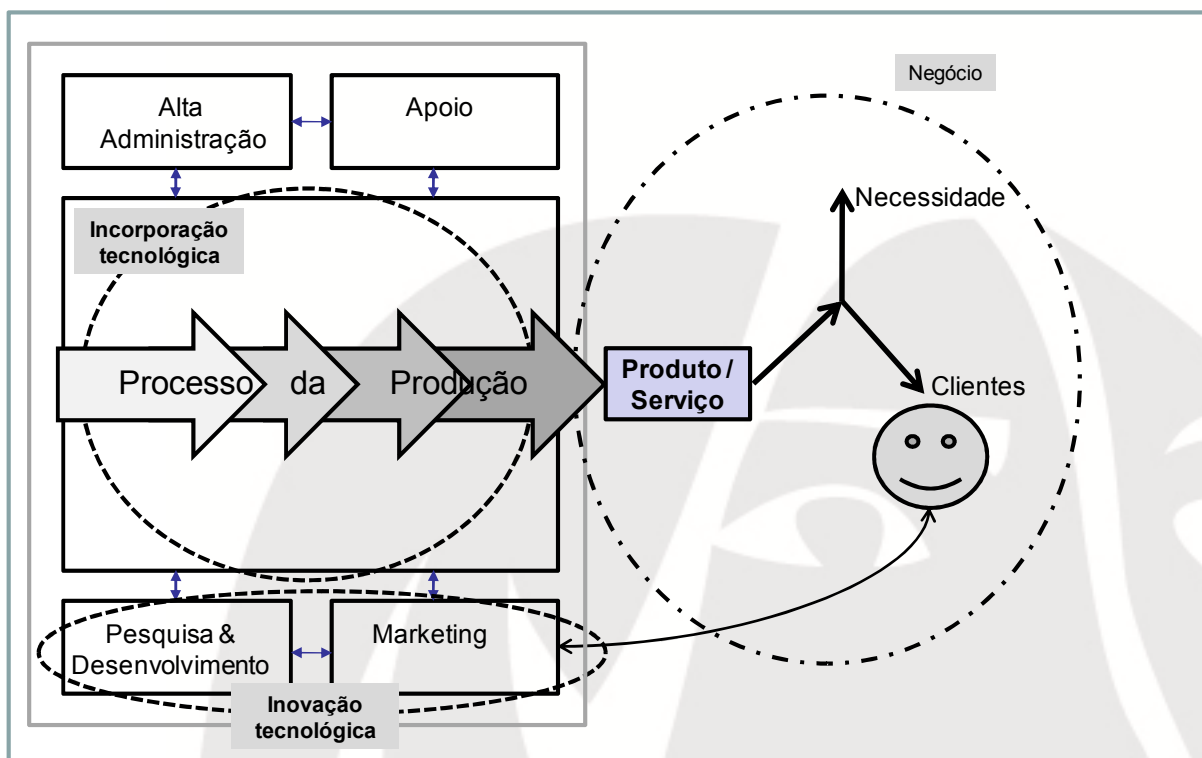 Negócio
Alta
Administração
Apoio
Necessidade
Incorporação
tecnológica
Processo da Produção
Produto /
Serviço
Clientes
Pesquisa &
Desenvolvimento
Marketing
Inovação
tecnológica